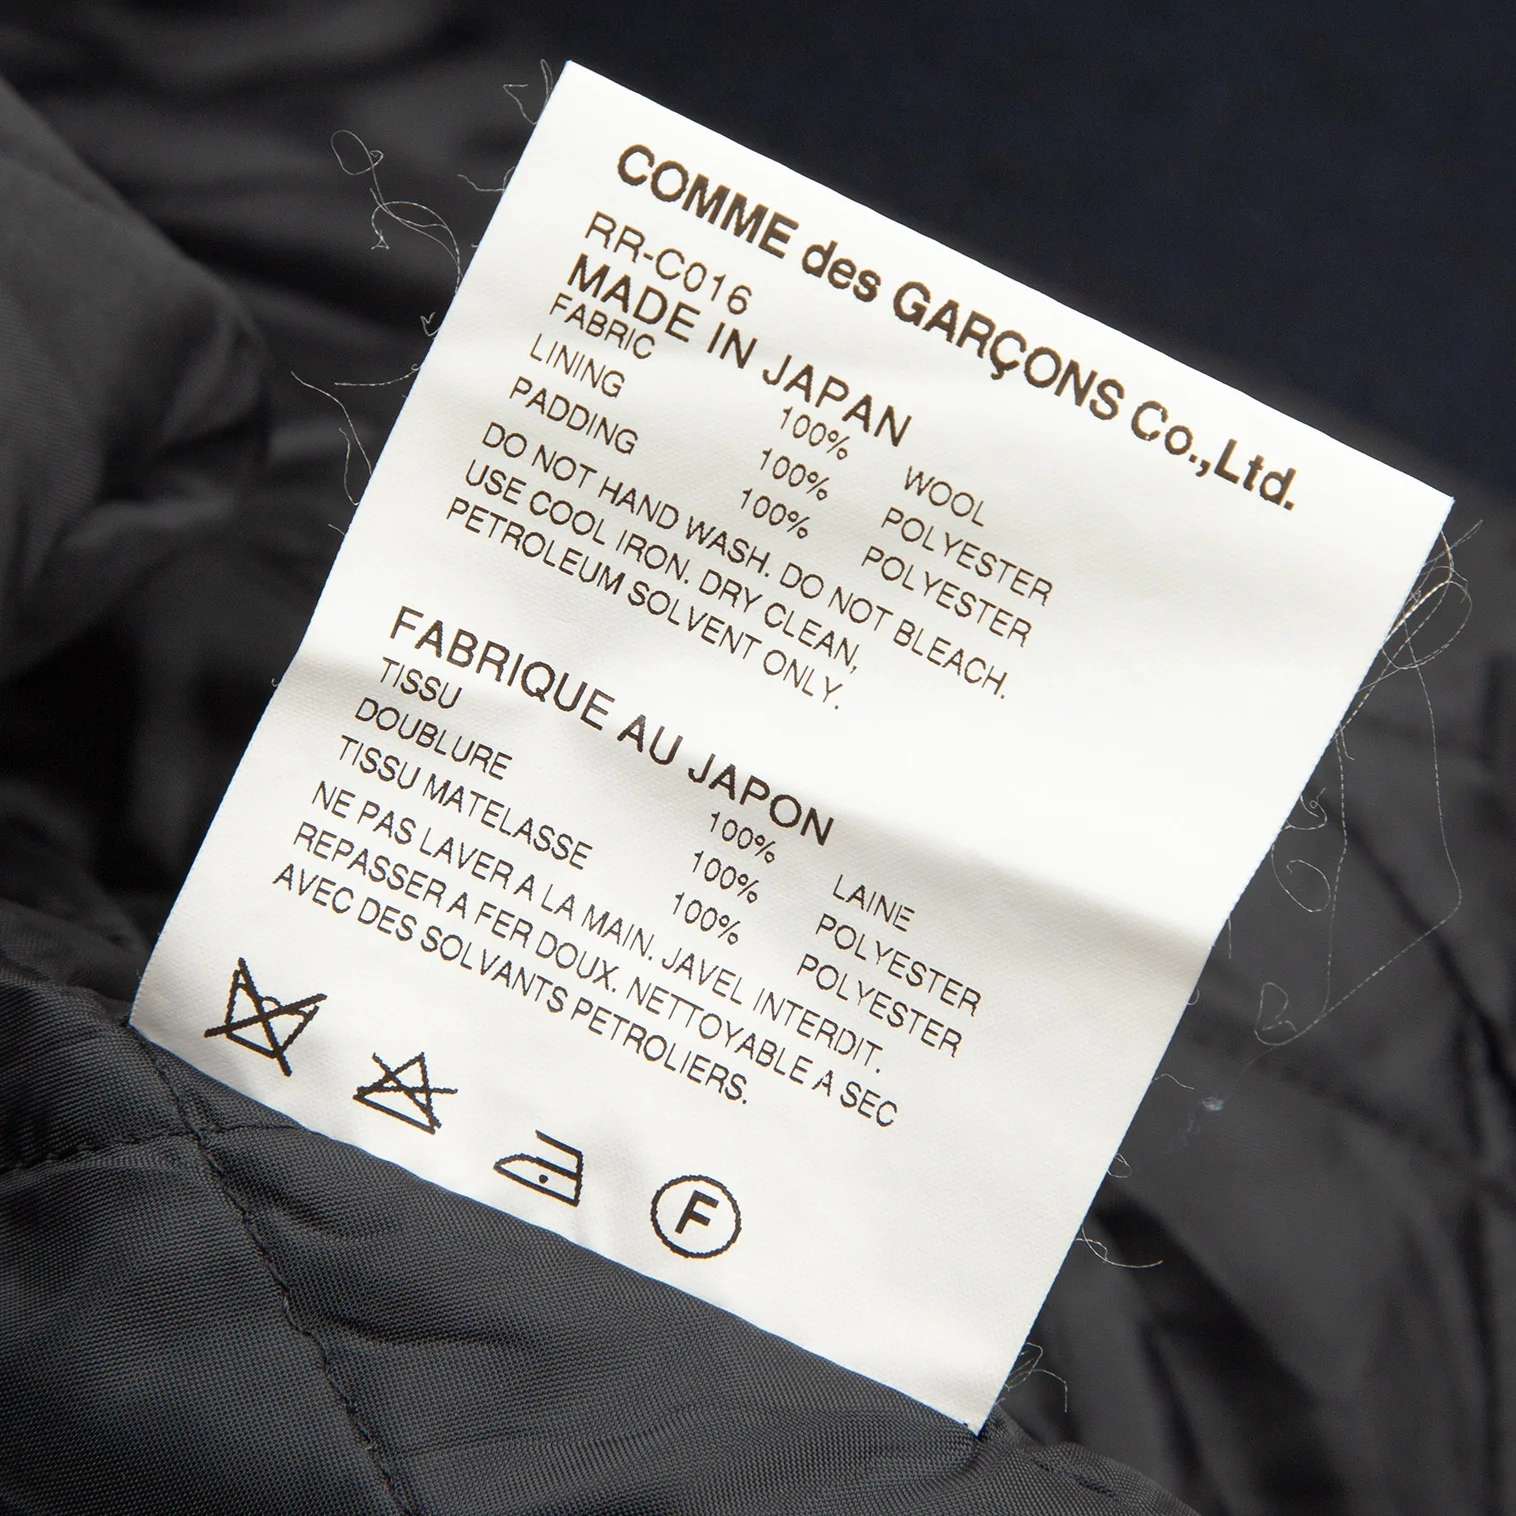 COMME des GARÇONS Co.,Ltd.
RR-C016
MADE IN JAPAN
FABRIC 100% WOOL
LINING 100% POLYESTER
PADDING 100% POLYESTER
DO NOT HAND WASH. DO NOT BLEACH.
USE COOL IRON. DRY CLEAN,
PETROLEUM SOLVENT ONLY.
FABRIQUE AU JAPON
TISSU 100% LAINE
DOUBLURE 100% POLYESTER
TISSU MATELASSE 100% POLYESTER
NE PAS LAVER A LA MAIN. JAVEL INTERDIT.
REPASSER A FER DOUX. NETTOYABLE A SEC
AVEC DES SOLVANTS PETROLIERS.
F